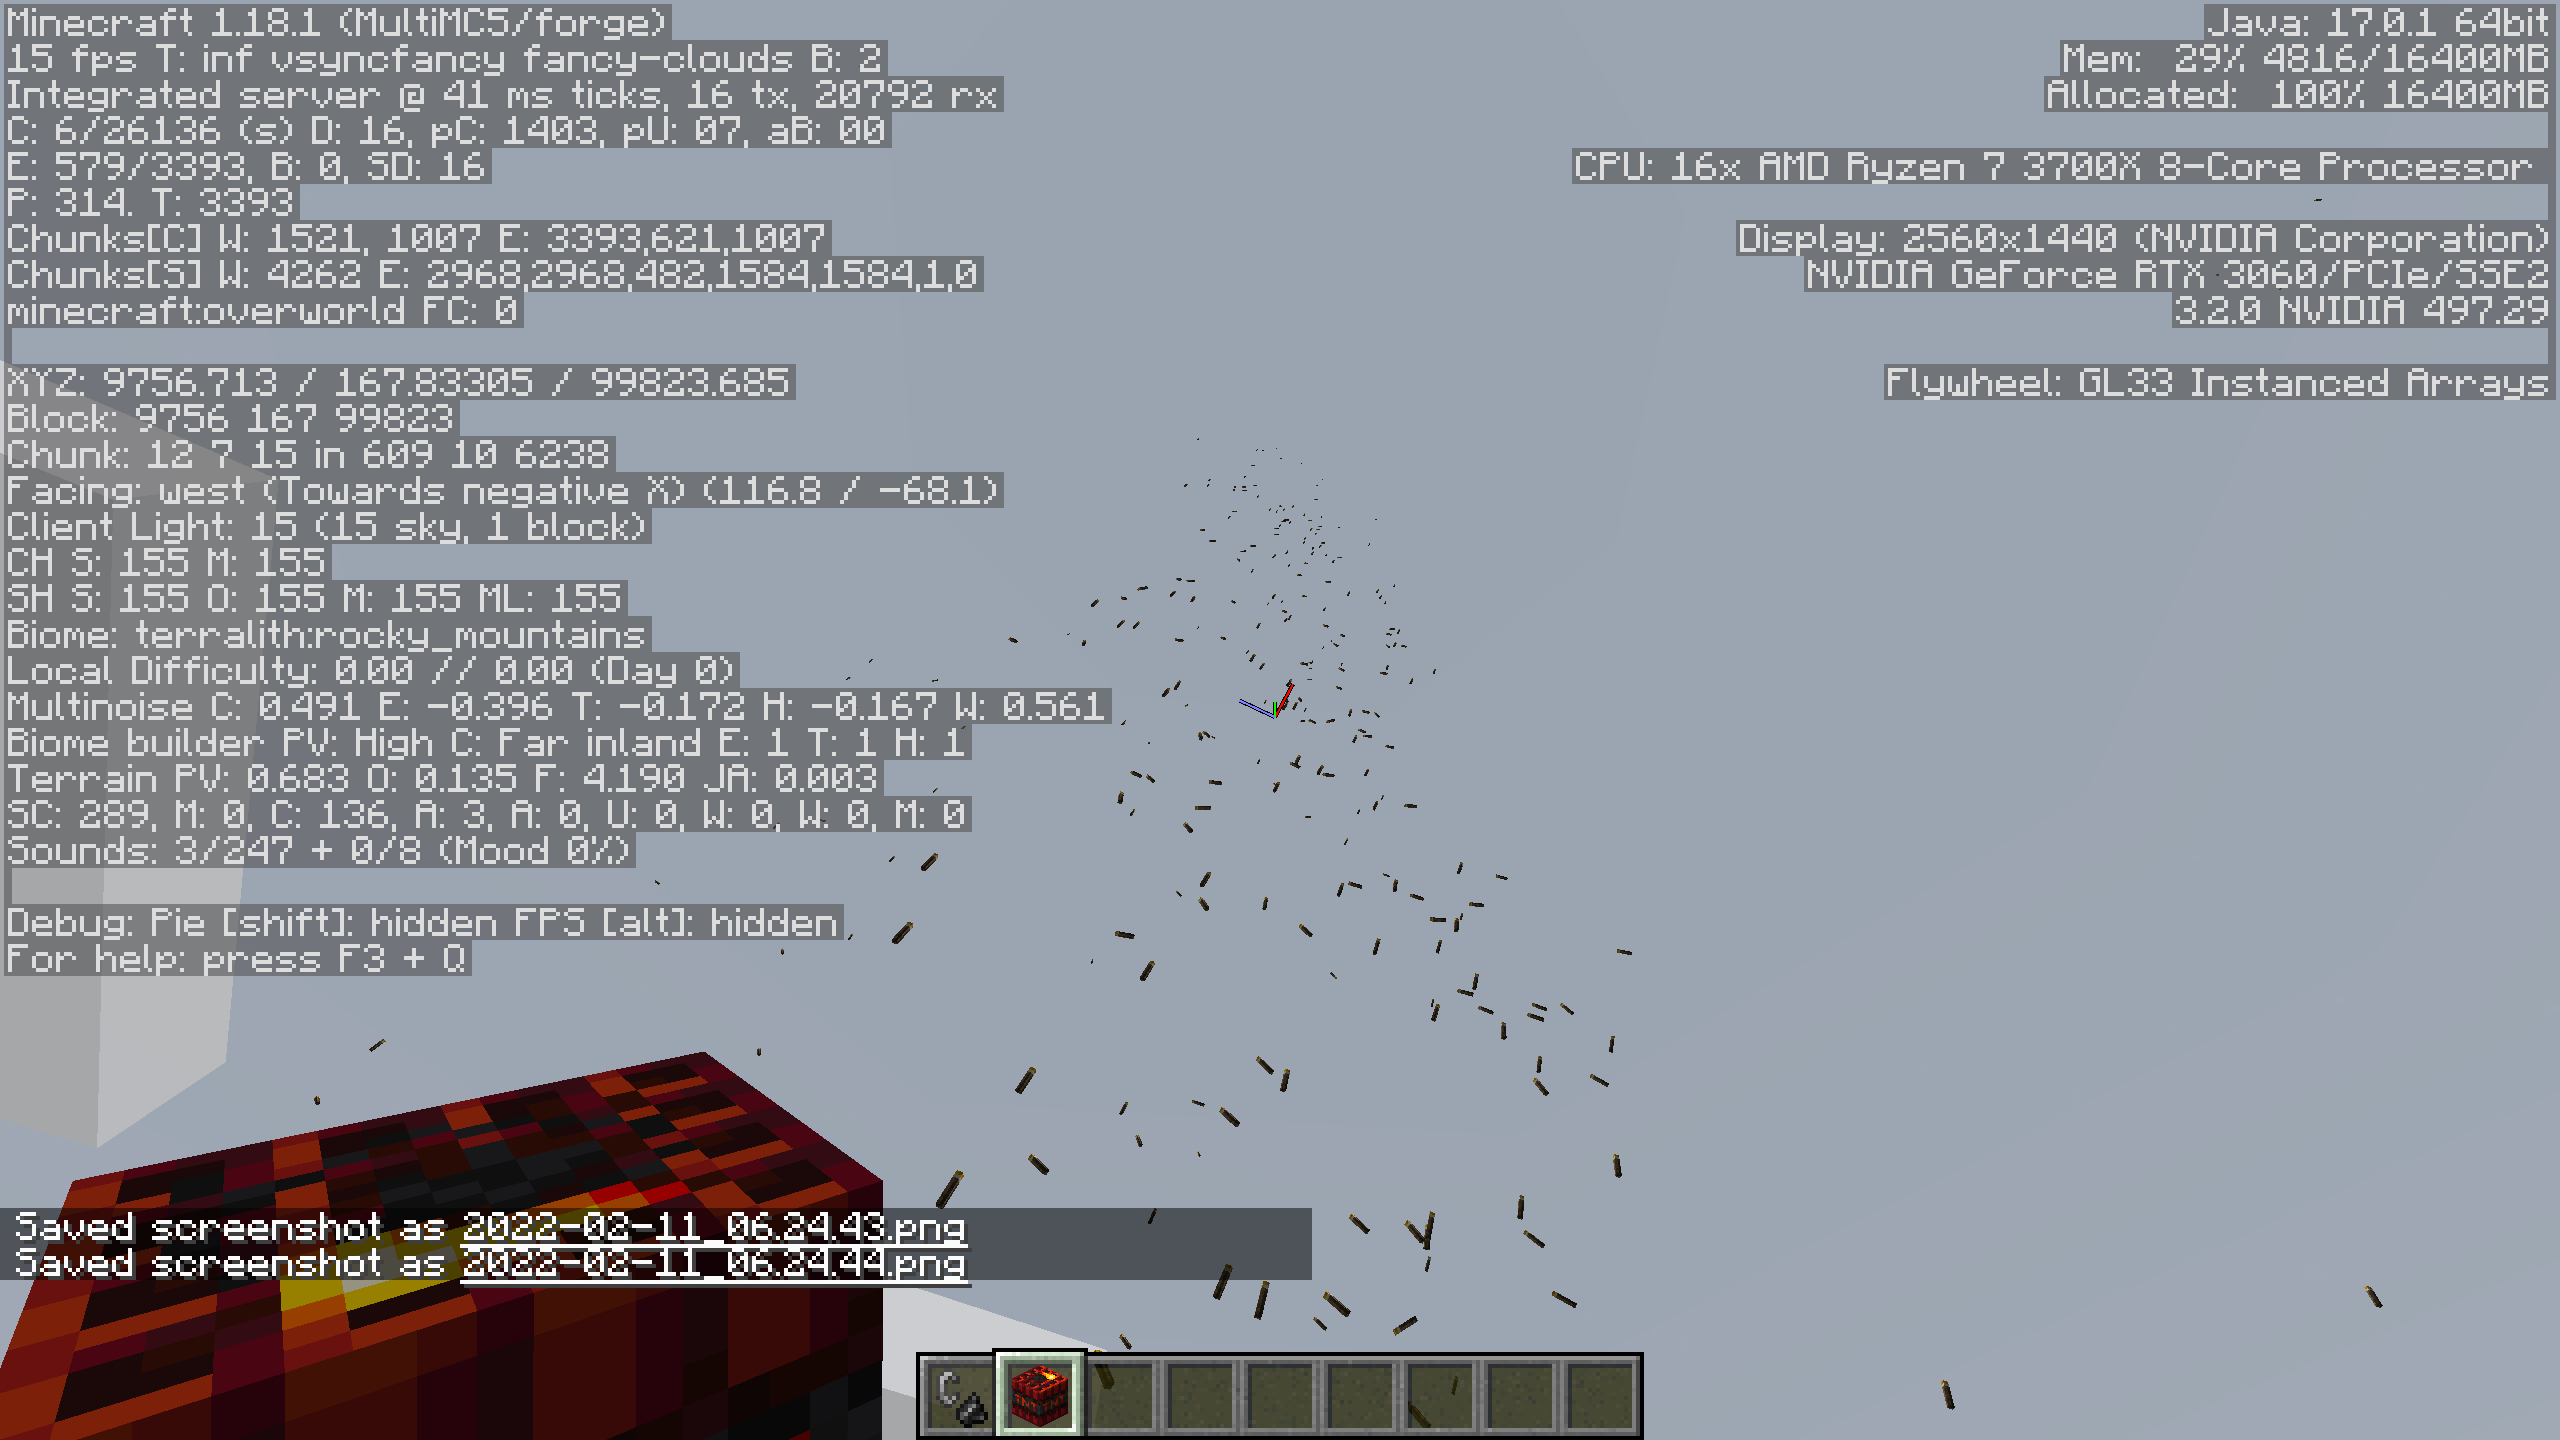 Minecraft 1.18.1 (MultiMC5/forge)
15 fps T: inf vsyncfancy fancy-clouds B: 2
Integrated server @ 41 ms ticks, 16 tx, 20792 rx
C: 6/26136 (s) D: 16, pC: 1403, pU: 07, aB: 00
E: 579/3393, B: 0, SD: 16
P: 314. T: 3393
Chunks[C] W: 1521, 1007 E: 3393,621,1007
Chunks[S] W: 4262 E: 2968,2968,482,1584,1584,1,0
minecraft:overworld FC: 0
XYZ: 9756.713 / 167.83305 / 99823.685
Block: 9756 167 99823
Chunk: 12 7 15 in 609 10 6238
Facing: west (Towards negative X) (116.8 / -68.1)
Client Light: 15 (15 sky, 1 block)
CH S: 155 M: 155
SH S: 155 O: 155 M: 155 ML: 155
Biome: terralith:rocky_mountains
Local Difficulty: 0.00 // 0.00 (Day 0)
Multinoise C: 0.491 E: -0.396 T: -0.172 H: -0.167 W: 0.561
Biome builder PV: High C: Far inland E: 1 T: 1 H: 1
Terrain PV: 0.683 O: 0.135 F: 4.190 JA: 0.003
SC: 289, M: 0, C: 136, A: 3, A: 0, U: 0, W: 0, W: 0, M: 0
Sounds: 3/247 + 0/8 (Mood 0%)
Debug: Pie [shift]: hidden FPS [alt]: hidden
For help: press F3 + Q
Java: 17.0.1 64bit
Mem: 29% 4816/16400MB
Allocated: 100% 16400MB
CPU: 16x AMD Ryzen 7 3700X 8-Core Processor
Display: 2560x1440 (NVIDIA Corporation)
NVIDIA GeForce RTX 3060/PCIe/SSE2
3.2.0 NVIDIA 497.29
Flywheel: GL33 Instanced Arrays
Saved screenshot as 2022-02-11_06.24.43.png
Saved screenshot as 2022-02-11_06.24.44.png